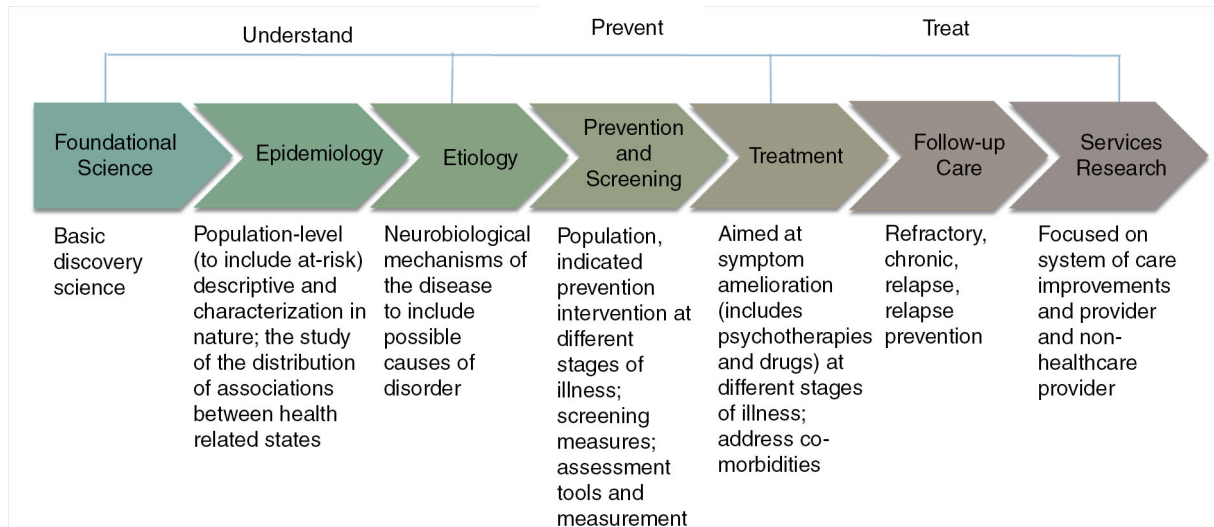 Understand
Prevent
Treat
Foundational
Science
Epidemiology
Etiology
Prevention
and
Screening
Treatment
Follow-up
Care
Services
Research
Basic
discovery
science
Population-level
(to include at-risk)
descriptive and
characterization in
nature; the study
of the distribution
of associations
between health
related states
Neurobiological
mechanisms of
the disease
to include
possible
causes of
disorder
Population,
indicated
prevention
intervention at
different
stages of
illness;
screening
measures;
assessment
tools and
measurement
Aimed at
symptom
amelioration
(includes
psychotherapies
and drugs) at
different stages
of illness;
address co-
morbidities
Refractory,
chronic,
relapse,
relapse
prevention
Focused on
system of care
improvements
and provider
and non-
healthcare
provider